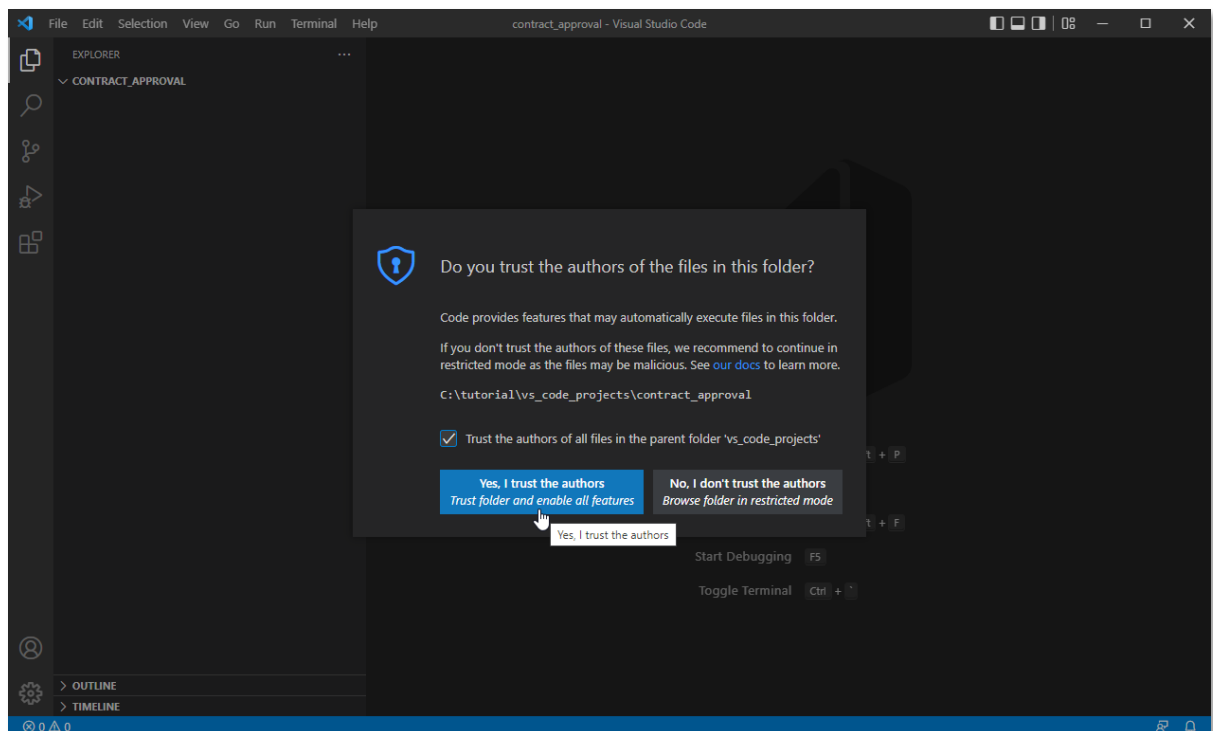 File Edit Selection View Go Run Terminal Help
contract_approval - Visual Studio Code
EXPLORER
CONTRACT_APPROVAL
Do you trust the authors of the files in this folder?
Code provides features that may automatically execute files in this folder.
If you don't trust the authors of these files, we recommend to continue in
restricted mode as the files may be malicious. See our docs to learn more.
C:\tutorial\vs_code_projects\contract_approval
Trust the authors of all files in the parent folder 'vs_code_projects'
+ P
Yes, I trust the authors
Trust folder and enable all features
No, I don't trust the authors
Browse folder in restricted mode
+ F
Yes, I trust the authors
Start Debugging F5
Toggle Terminal Ctrl + `
OUTLINE
TIMELINE
0 0